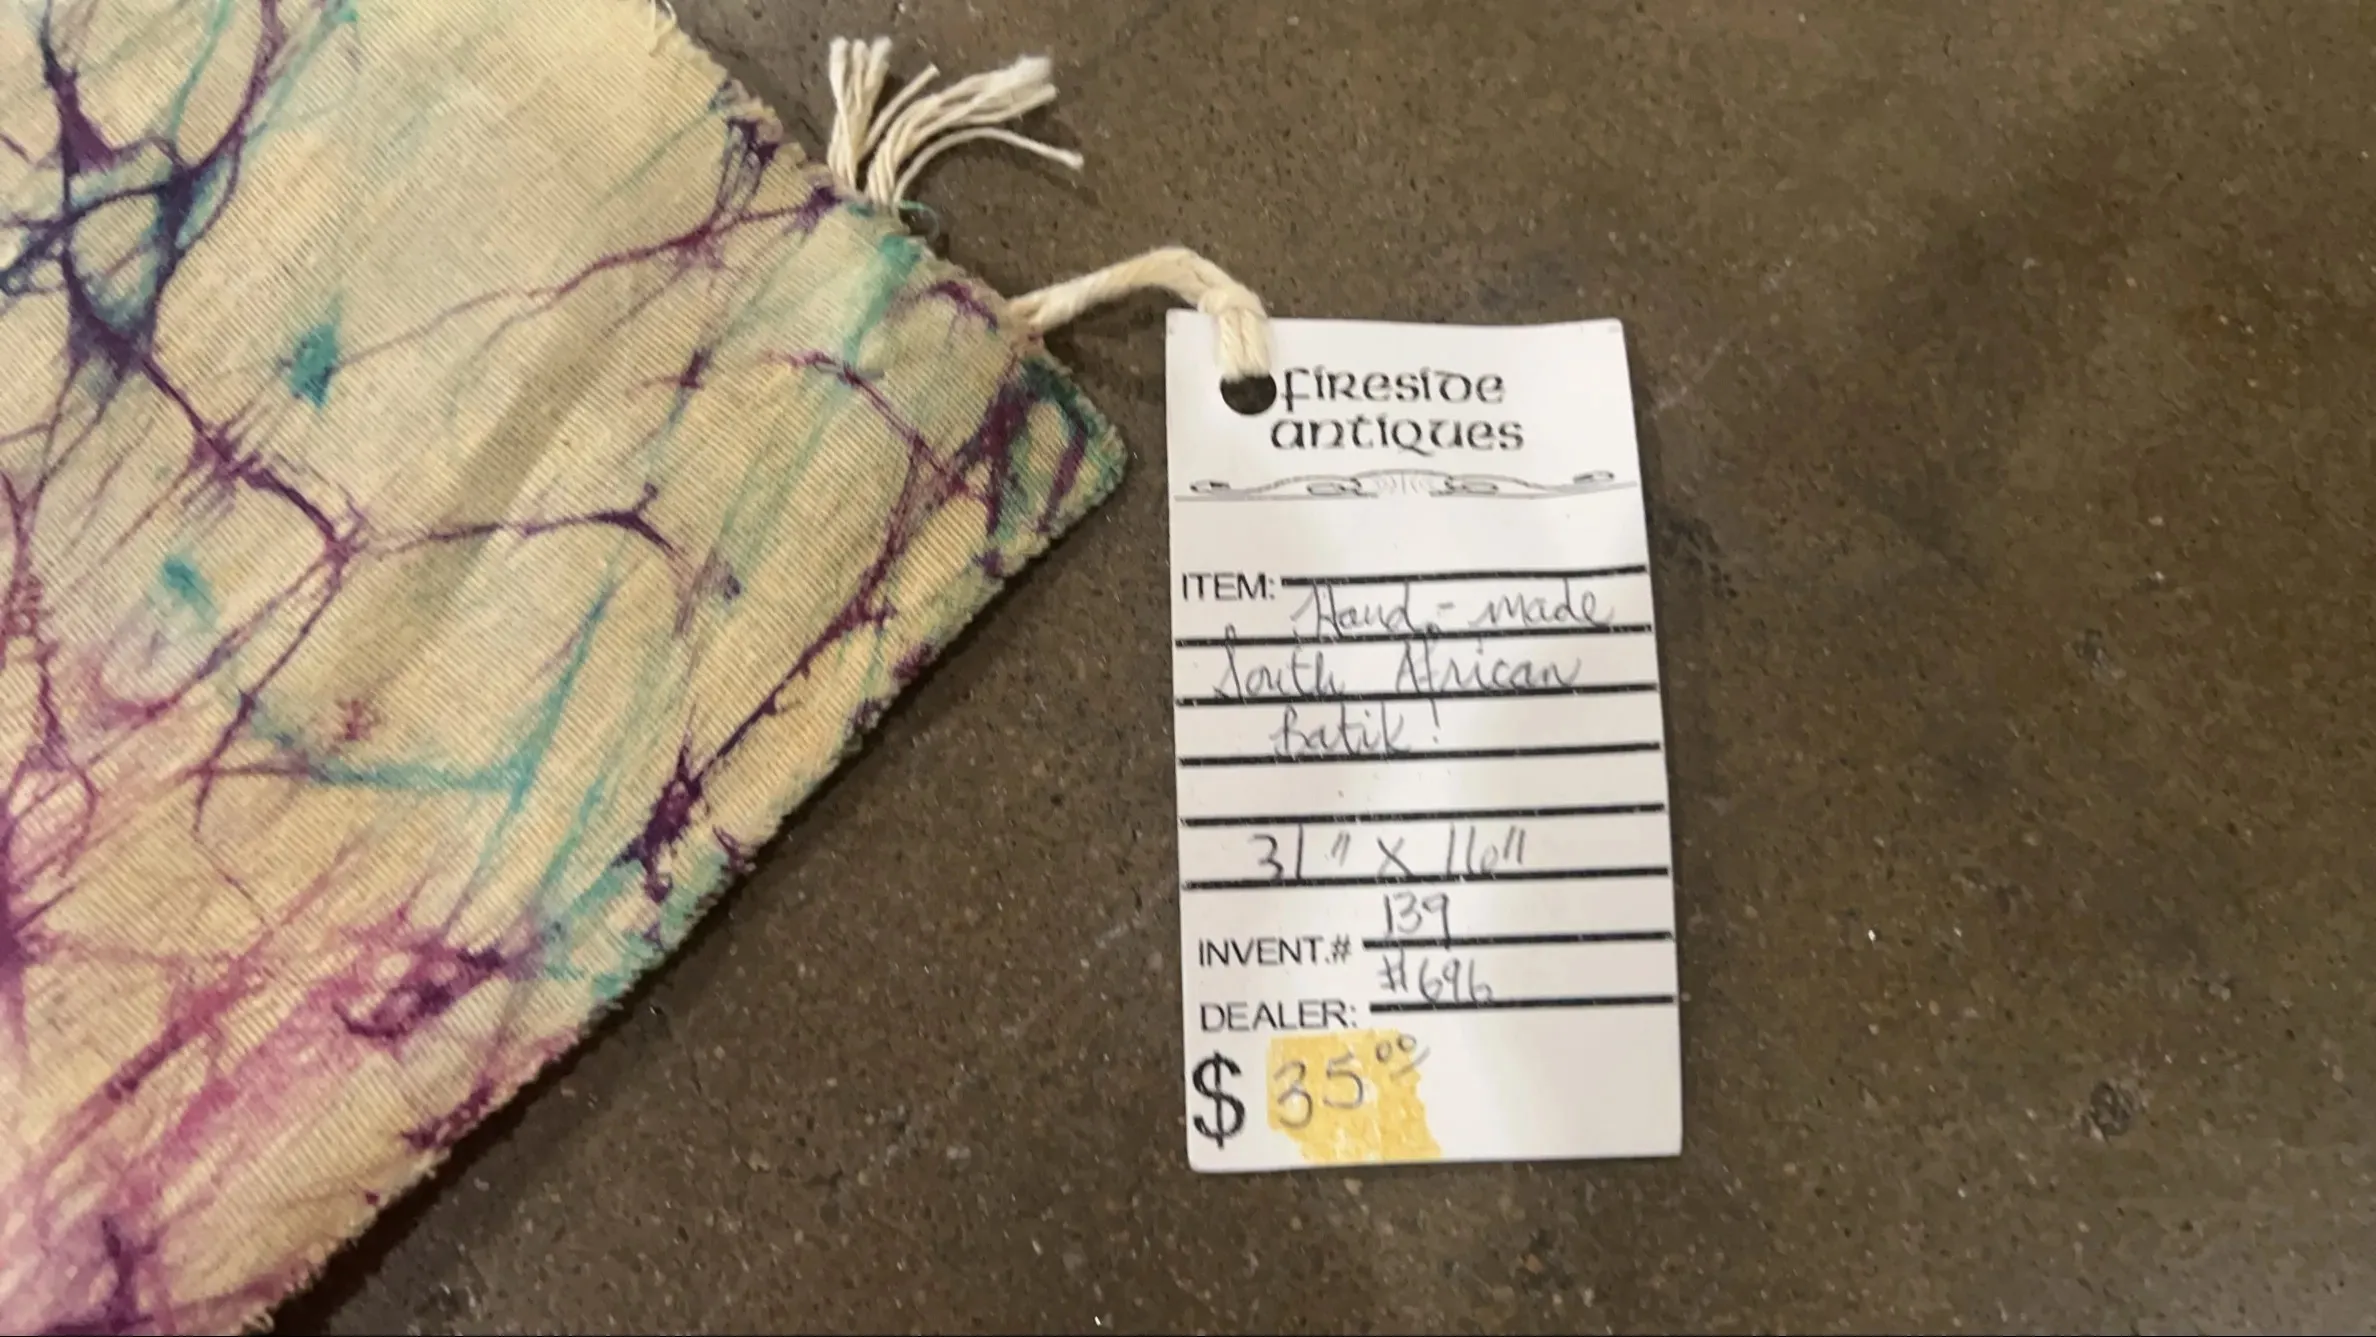 fireside
antiques
ITEM: Hand-made
South African
Batik!
31" x 16"
139
INVENT.#
#696
DEALER:
$ 35.00